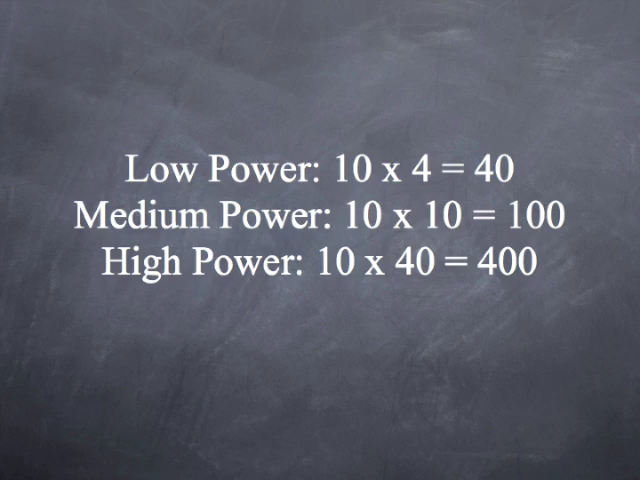 Low Power: 10 x 4 = 40
Medium Power: 10 x 10 = 100
High Power: 10 x 40 = 400